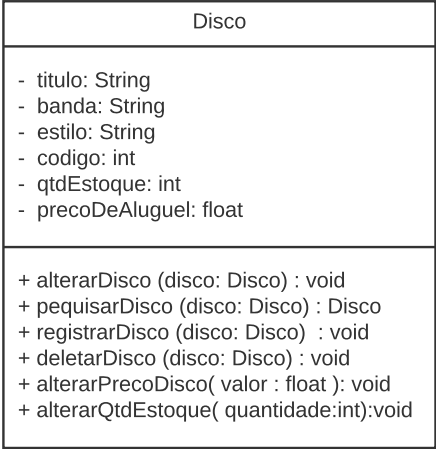 Disco
- titulo: String
- banda: String
- estilo: String
- codigo: int
- qtdEstoque: int
- precoDeAluguel: float
+ alterarDisco (disco: Disco) : void
+ pequisarDisco (disco: Disco) : Disco
+ registrarDisco (disco: Disco)  : void
+ deletarDisco (disco: Disco) : void
+ alterarPrecoDisco( valor : float ): void
+ alterarQtdEstoque( quantidade:int):void